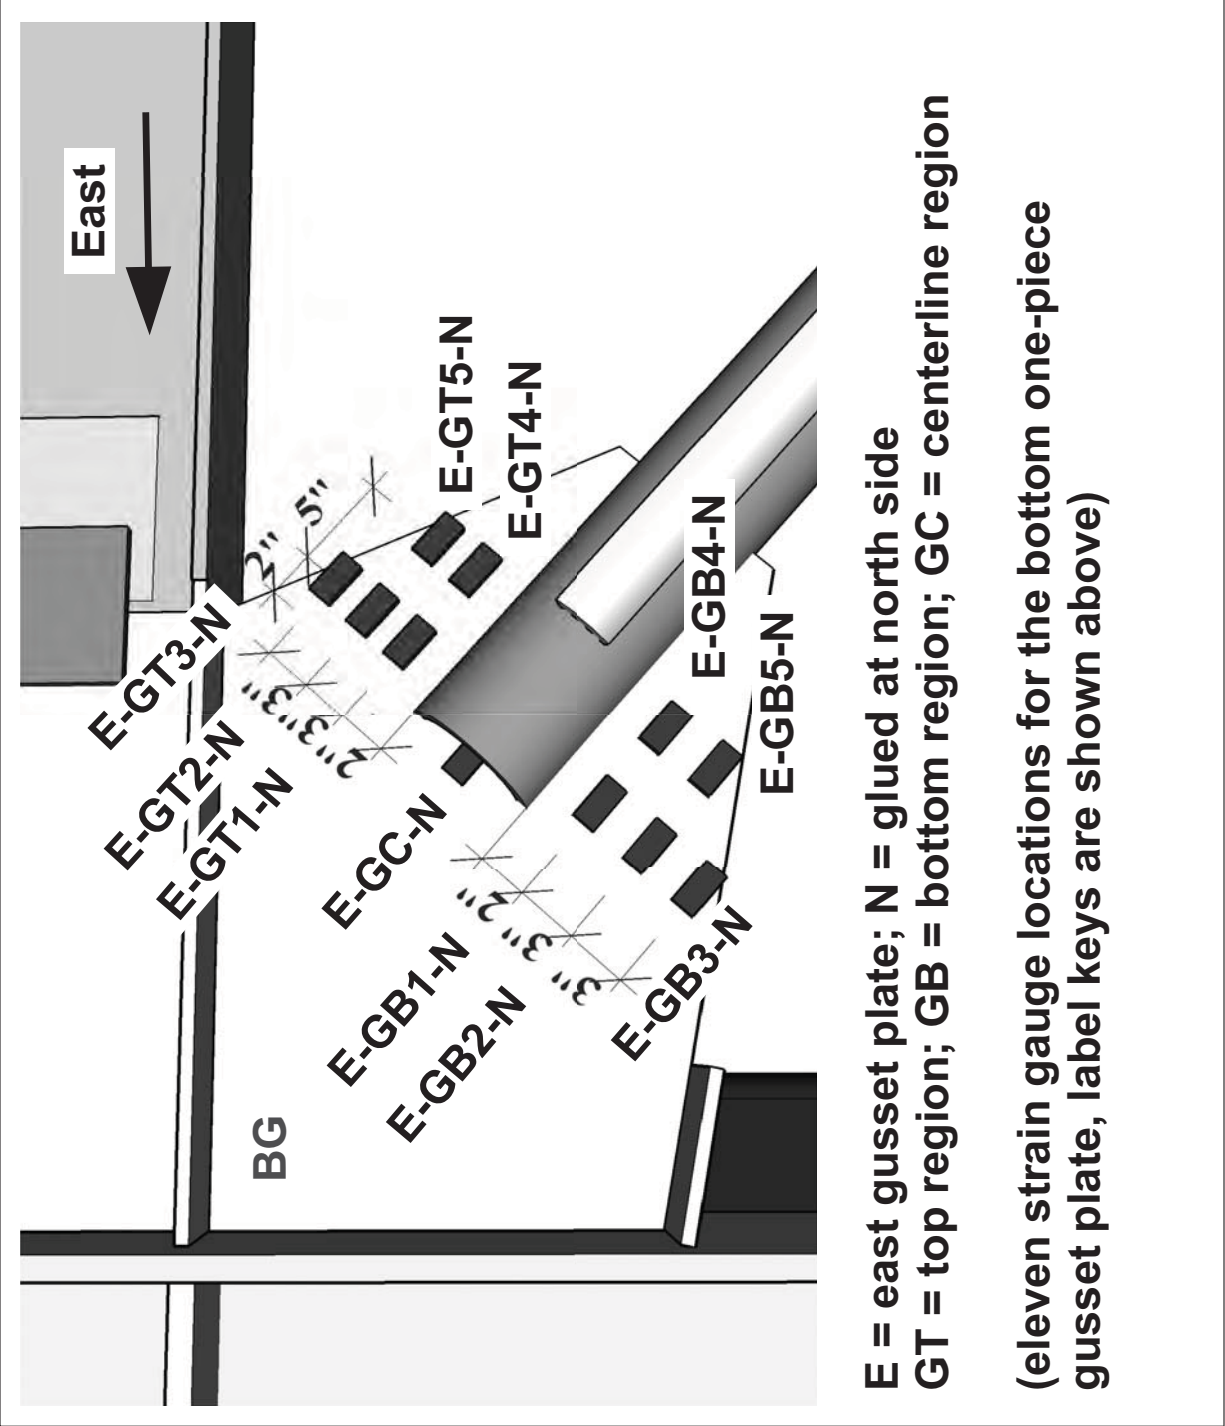 East
E-GT3-N
E-GT2-N
E-GT1-N
2" 5"
3"
3"
2"
E-GT5-N
E-GT4-N
E-GC-N
E-GB1-N
E-GB2-N
E-GB3-N
2"
3"
3"
E-GB4-N
E-GB5-N
BG
E = east gusset plate; N = glued at north side
GT = top region; GB = bottom region; GC = centerline region
(eleven strain gauge locations for the bottom one-piece
gusset plate, label keys are shown above)